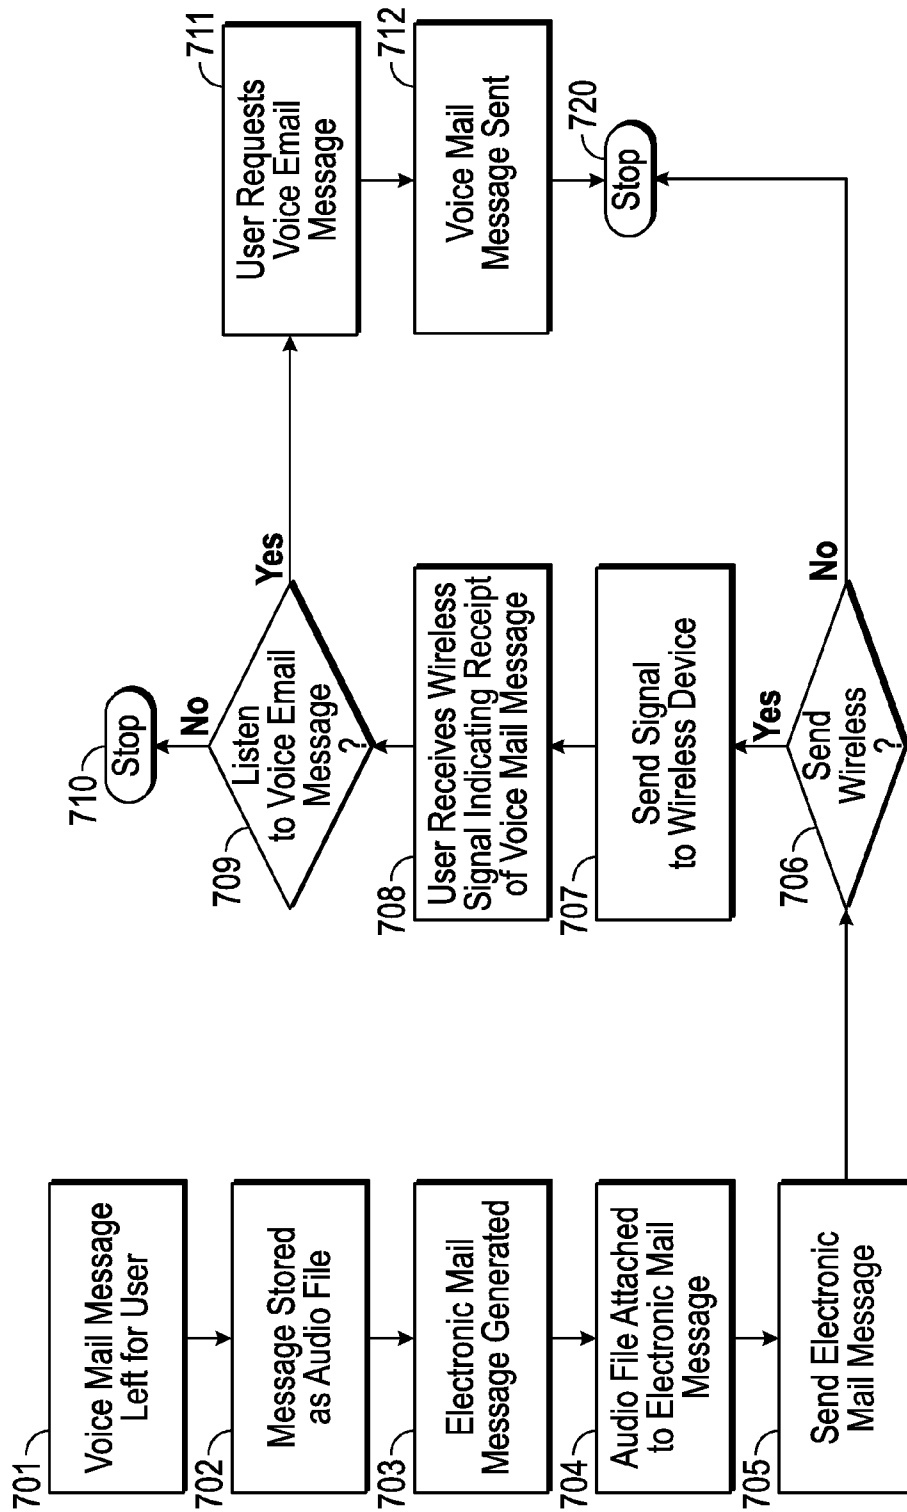 701
Voice Mail Message
Left for User
702
Message Stored
as Audio File
703
Electronic Mail
Message Generated
704
Audio File Attached
to Electronic Mail
Message
705
Send Electronic
Mail Message
706
Send
Wireless
?
Yes
No
707
Send Signal
to Wireless Device
708
User Receives Wireless
Signal Indicating Receipt
of Voice Mail Message
709
Listen
to Voice Email
Message
?
No
Yes
710
Stop
711
User Requests
Voice Email
Message
712
Voice Mail
Message Sent
720
Stop